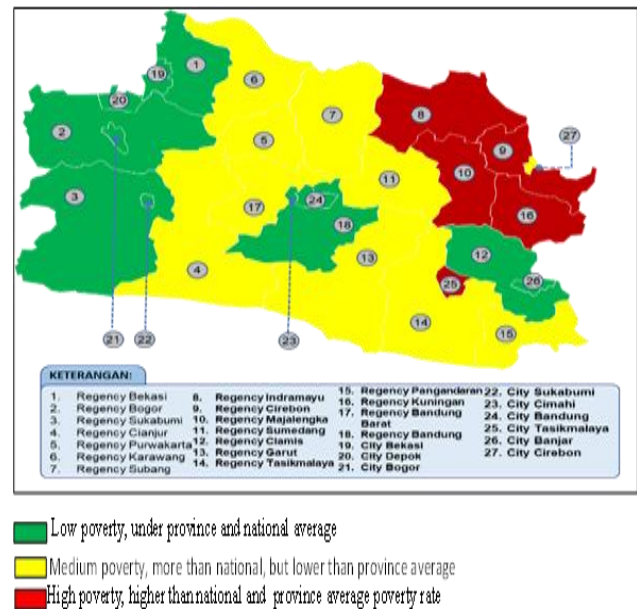 19
1
6
20
7
8
27
2
21
5
9
10
3
22
11
24
16
17
18
12
13
26
4
25
14
15
21
22
23
KETERANGAN:
1. Regency Bekasi
2. Regency Bogor
3. Regency Sukabumi
4. Regency Cianjur
5. Regency Purwakarta
6. Regency Karawang
7. Regency Subang
8. Regency Indramayu
9. Regency Cirebon
10. Regency Majalengka
11. Regency Sumedang
12. Regency Ciamis
13. Regency Garut
14. Regency Tasikmalaya
15. Regency Pangandaran
16. Regency Kuningan
17. Regency Bandung
Barat
18. Regency Bandung
19. City Bekasi
20. City Depok
21. City Bogor
22. City Sukabumi
23. City Cimahi
24. City Bandung
25. City Tasikmalaya
26. City Banjar
27. City Cirebon
Low poverty, under province and national average
Medium poverty, more than national, but lower than province average
High poverty, higher than national and province average poverty rate